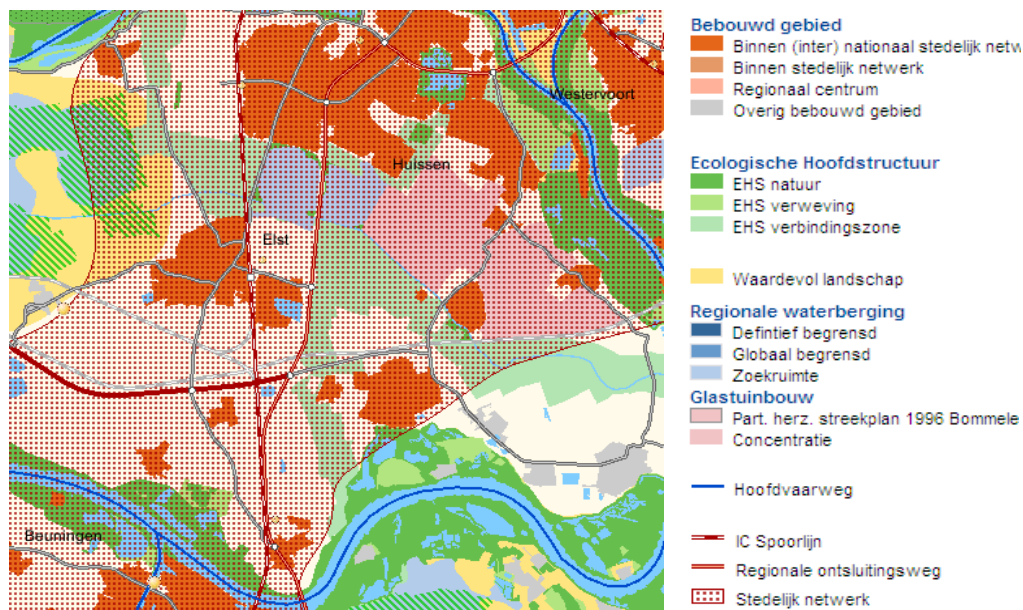 Westervoort
Huissen
Elst
Beuningen
Bebouwd gebied
Binnen (inter) nationaal stedelijk netw
Binnen stedelijk netwerk
Regionaal centrum
Overig bebouwd gebied
Ecologische Hoofdstructuur
EHS natuur
EHS verweving
EHS verbindingszone
Waardevol landschap
Regionale waterberging
Defintief begrensd
Globaal begrensd
Zoekruimte
Glastuinbouw
Part. herz. streekplan 1996 Bommele
Concentratie
Hoofdvaarweg
IC Spoorlijn
Regionale ontsluitingsweg
Stedelijk netwerk